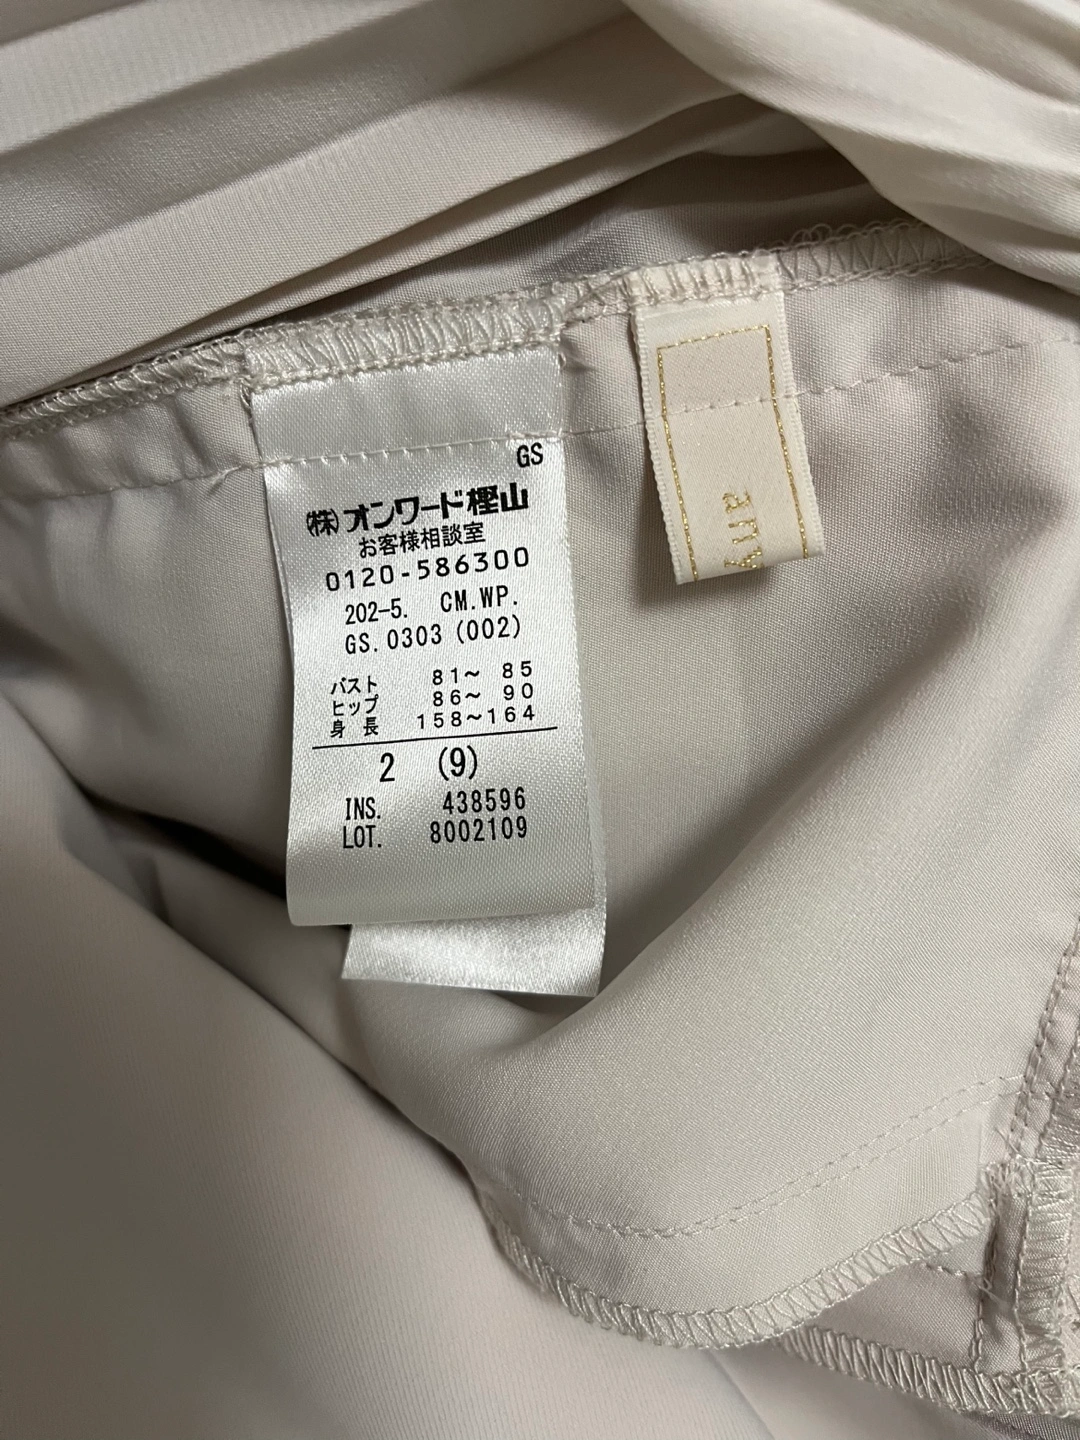 GS
㈱オンワード樫山
お客様相談室
0120-586300
202-5. CM.WP.
GS.0303(002)
バスト 81～ 85
ヒップ 86～ 90
身 長 158～164
2 (9)
INS. 438596
LOT. 8002109
any